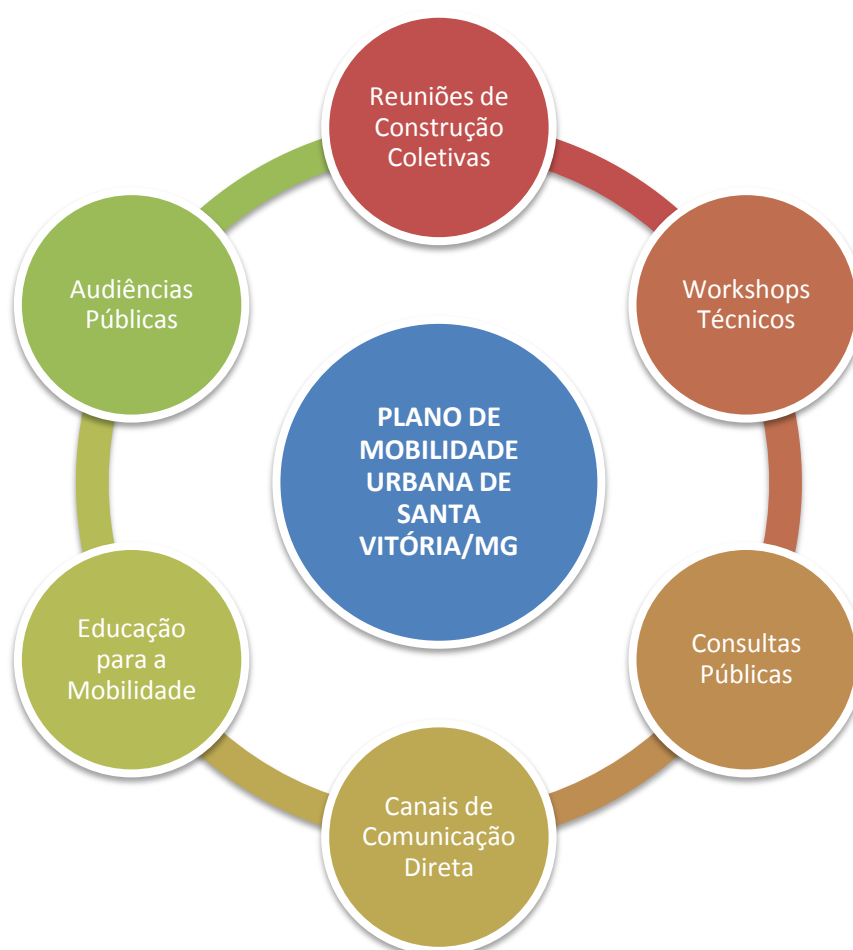 Reuniões de
Construção
Coletivas
Workshops
Técnicos
Consultas
Públicas
Canais de
Comunicação
Direta
Educação
para a
Mobilidade
Audiências
Públicas
PLANO DE
MOBILIDADE
URBANA DE
SANTA
VITÓRIA/MG